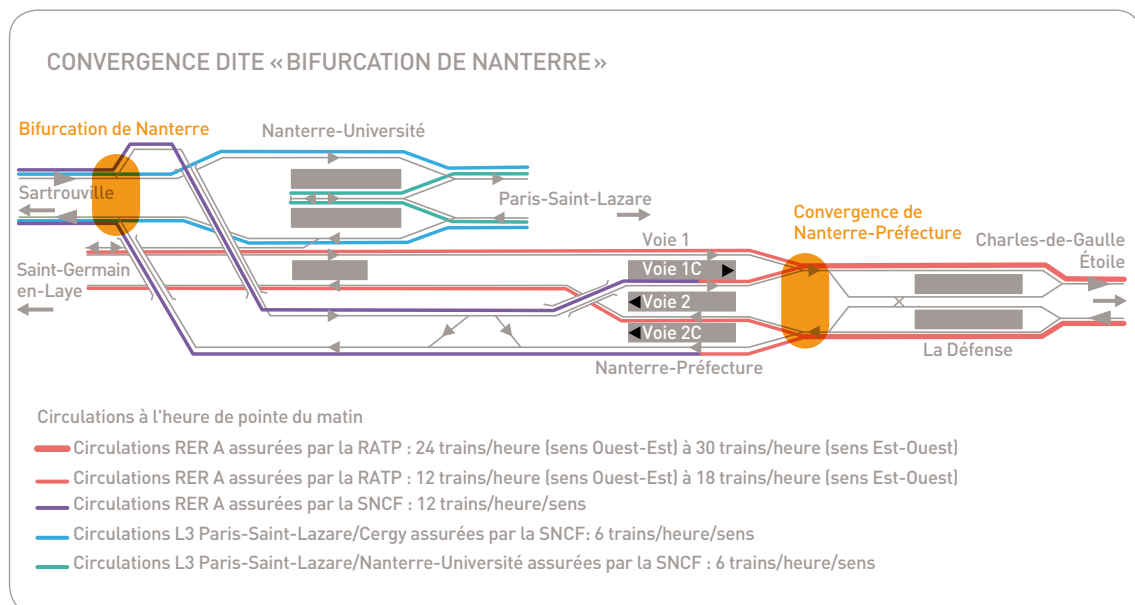 CONVERGENCE DITE «BIFURCATION DE NANTERRE»
Bifurcation de Nanterre
Nanterre-Université
Sartrouville
Paris-Saint-Lazare
Convergence de
Nanterre-Préfecture
Charles-de-Gaulle
Étoile
Voie 1
Saint-Germain
en-Laye
Voie 1C
Voie 2
Voie 2C
La Défense
Nanterre-Préfecture
Circulations à l'heure de pointe du matin
Circulations RER A assurées par la RATP : 24 trains/heure (sens Ouest-Est) à 30 trains/heure (sens Est-Ouest)
Circulations RER A assurées par la RATP : 12 trains/heure (sens Ouest-Est) à 18 trains/heure (sens Est-Ouest)
Circulations RER A assurées par la SNCF : 12 trains/heure/sens
Circulations L3 Paris-Saint-Lazare/Cergy assurées par la SNCF: 6 trains/heure/sens
Circulations L3 Paris-Saint-Lazare/Nanterre-Université assurées par la SNCF : 6 trains/heure/sens